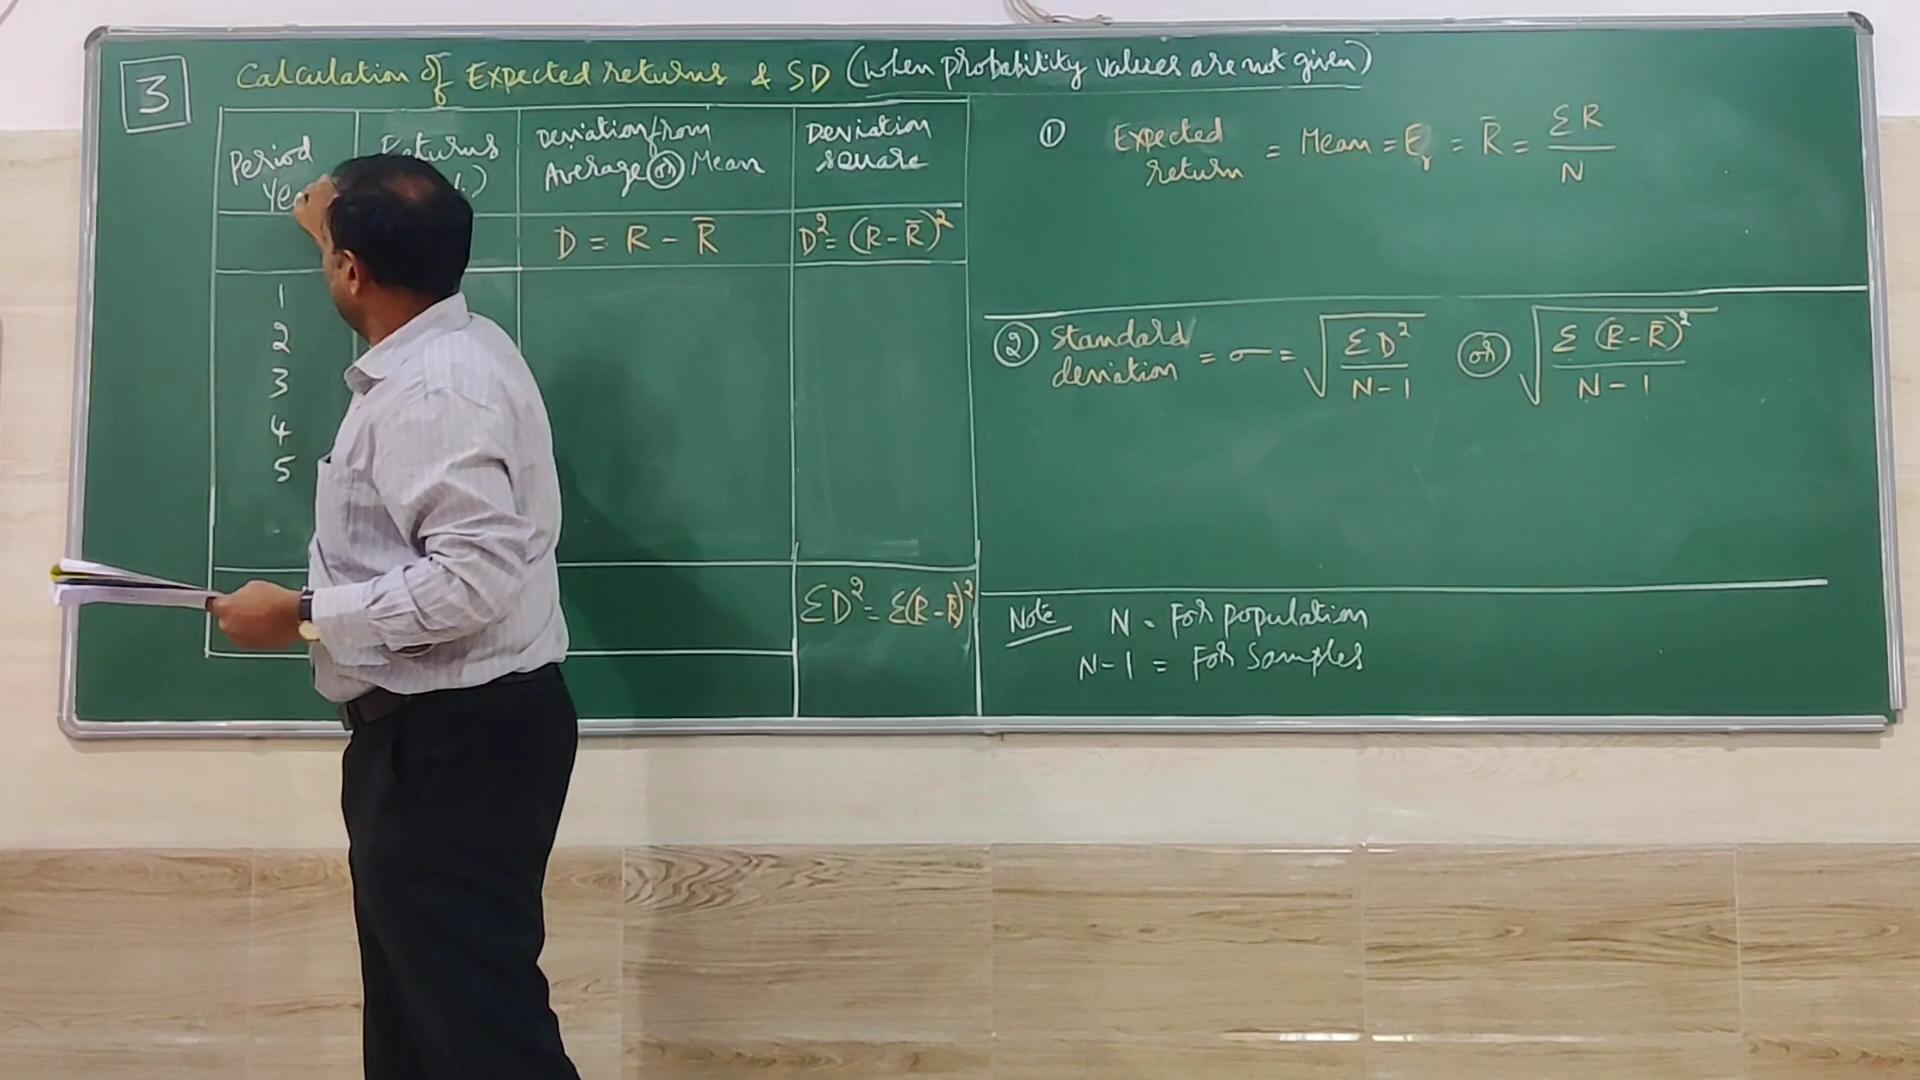 3
Calculation of Expected returns & SD (when probability values are not given)
Period
Returns
Deviation from
Average or Mean
Deviation
square
D = R - R̄
D² = (R-R̄)²
1
2
3
4
5
ΣD² = Σ(R-R̄)²
① Expected return = Mean = Eᵣ = R̄ = ΣR / N
② Standard deviation = σ = √(ΣD² / N-1) or √(Σ(R-R̄)² / N-1)
Note N = For population
N-1 = For Samples